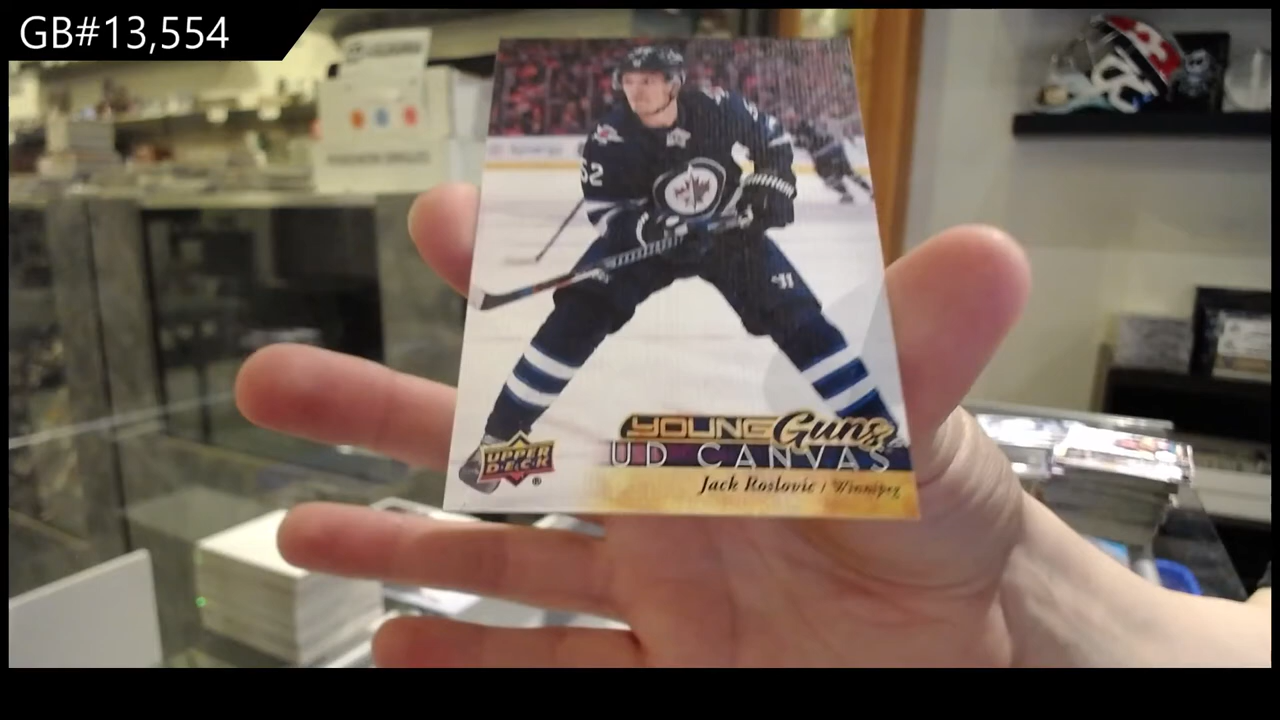 GB#13,554
52
YOUNG Guns
UD CANVAS
UPPER
DECK
®
Jack Roslovic / Winnipeg